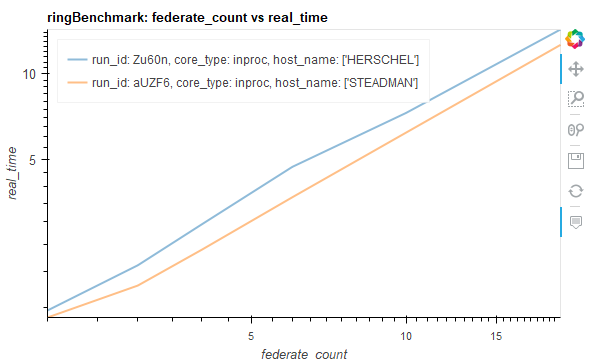 ringBenchmark: federate_count vs real_time
run_id: Zu60n, core_type: inproc, host_name: ['HERSCHEL']
run_id: aUZF6, core_type: inproc, host_name: ['STEADMAN']
10
5
real_time
5
10
15
federate_count